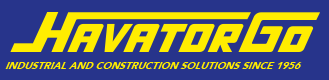 HAVATORGO
INDUSTRIAL AND CONSTRUCTION SOLUTIONS SINCE 1956